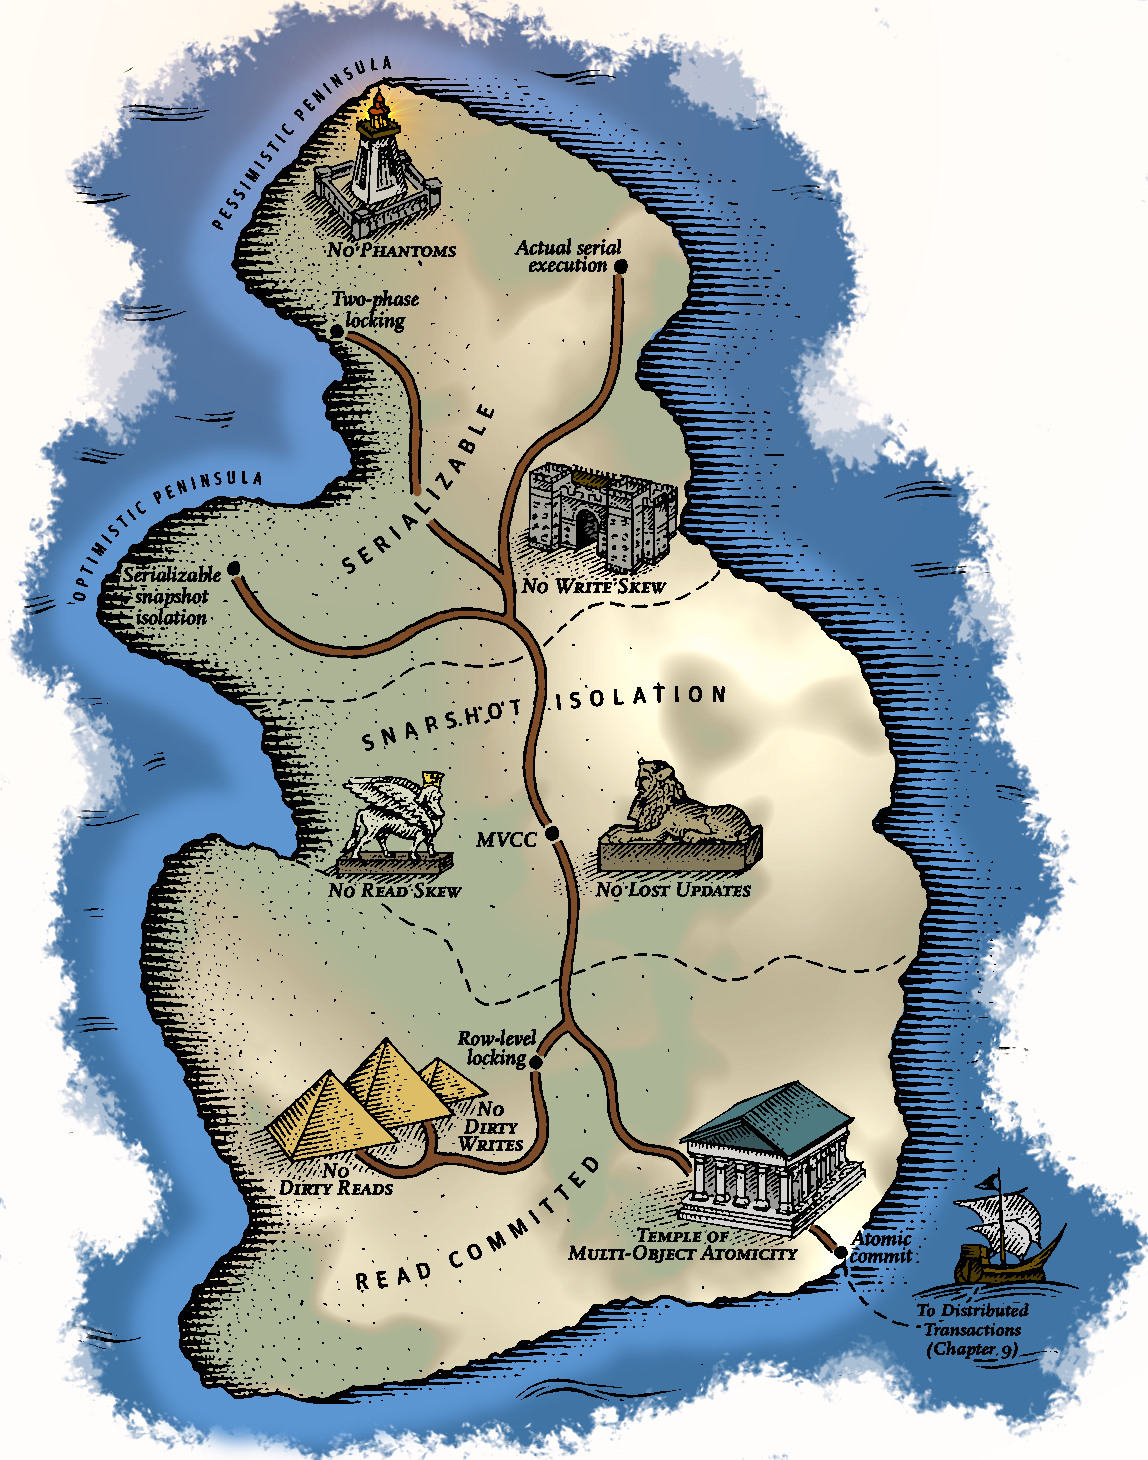 PESSIMISTIC PENINSULA
No Phantoms
Actual serial
execution
Two-phase
locking
SERIALIZABLE
OPTIMISTIC PENINSULA
Serializable
snapshot
isolation
No Write Skew
SNARSHOT ISOLATION
MVCC
No Read Skew
No Lost Updates
Row-level
locking
No
Dirty
Writes
No
Dirty Reads
READ COMMITTED
Temple of
Multi-Object Atomicity
Atomic
commit
To Distributed
Transactions
(Chapter 9)